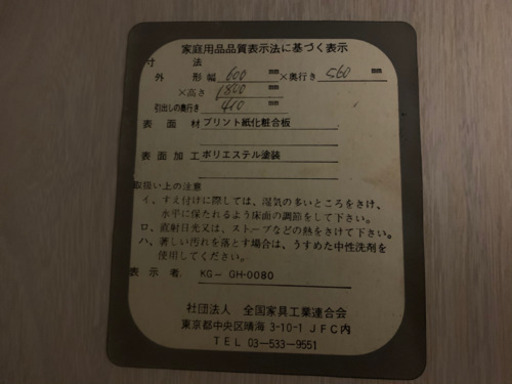 家庭用品品質表示法に基づく表示
寸法
外形幅 600 mm ×奥行き 560 mm
×高さ 1800 mm
引出しの奥行き 410 mm
表面材 プリント紙化粧合板
表面加工 ポリエステル塗装
取扱い上の注意
イ、すえ付けに際しては、湿気の多いところをさけ、
水平に保たれるよう床面の調節をして下さい。
ロ、直射日光又は、ストーブなどの熱をさけて下さい。
ハ、著しい汚れを落とす場合は、うすめた中性洗剤を
使用してください。
表示者 KG-GH-0080
社団法人 全国家具工業連合会
東京都中央区晴海 3-10-1 JFC内
TEL 03-533-9551